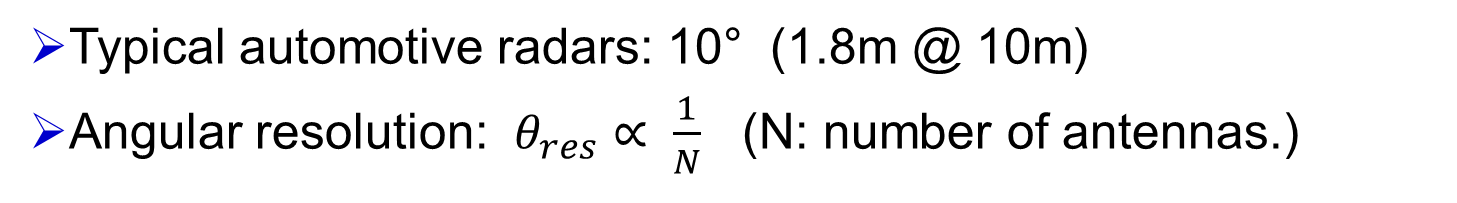 ➢Typical automotive radars: 10° (1.8m @ 10m)
➢Angular resolution: θ_res ∝ 1/N (N: number of antennas.)